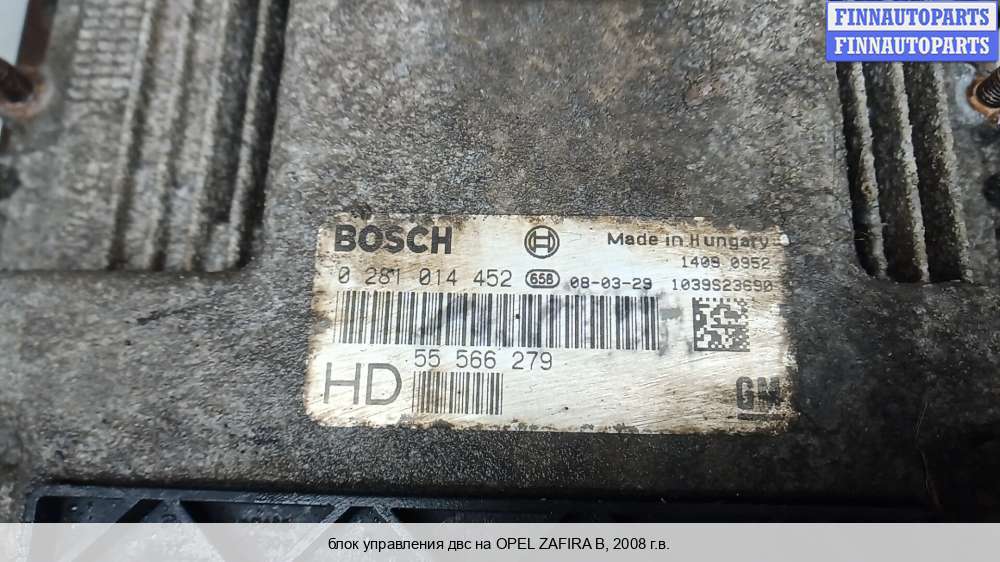 FINNAUTOPARTS
FINNAUTOPARTS
BOSCH Made in Hungary
1409 0952
0 281 014 452 658 08-03-29 1039S23690
55 566 279
HD
GM
блок управления двс на OPEL ZAFIRA B, 2008 г.в.